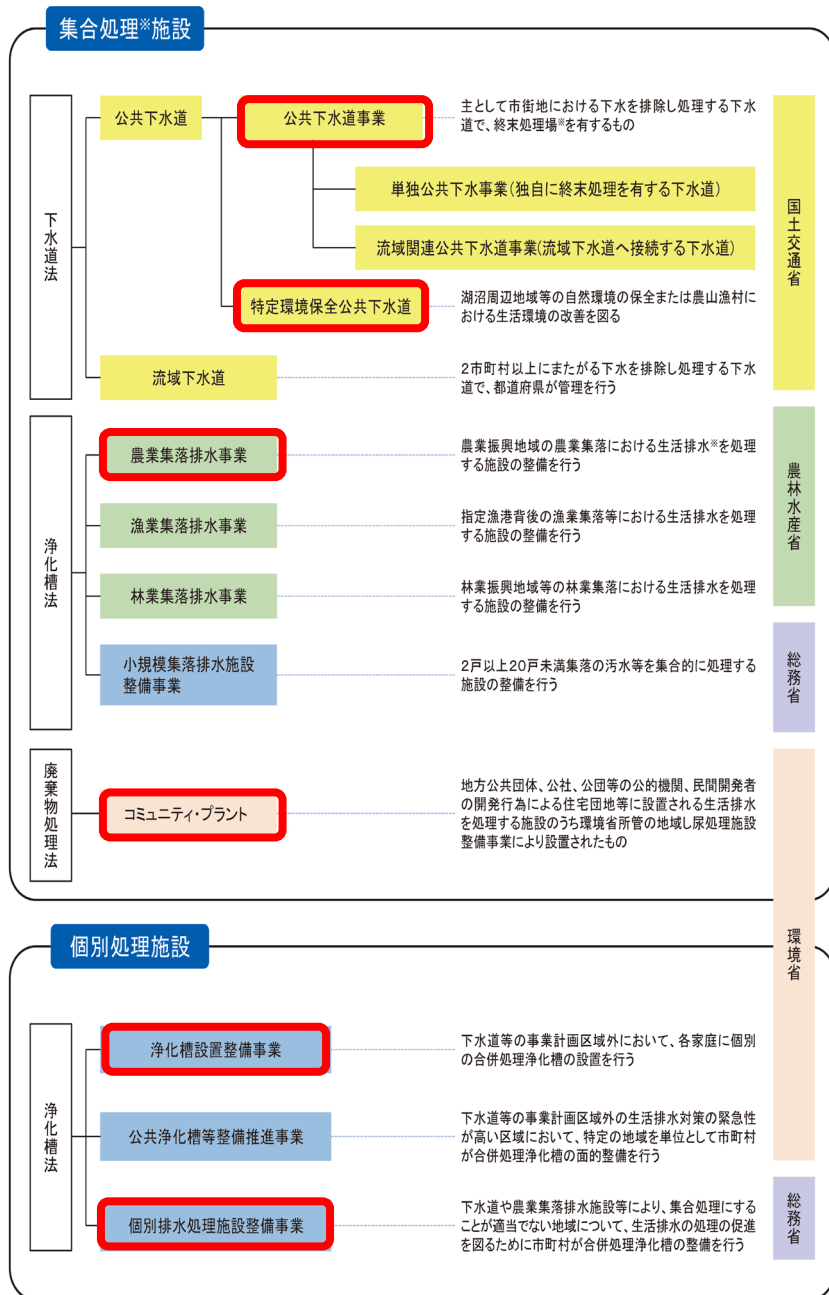 集合処理※施設
下水道法
公共下水道
公共下水道事業
主として市街地における下水を排除し処理する下水
道で、終末処理場※を有するもの
単独公共下水事業(独自に終末処理を有する下水道)
流域関連公共下水道事業(流域下水道へ接続する下水道)
特定環境保全公共下水道
湖沼周辺地域等の自然環境の保全または農山漁村に
おける生活環境の改善を図る
流域下水道
2市町村以上にまたがる下水を排除し処理する下水
道で、都道府県が管理を行う
国土交通省
浄化槽法
農業集落排水事業
農業振興地域の農業集落における生活排水※を処理
する施設の整備を行う
漁業集落排水事業
指定漁港背後の漁業集落等における生活排水を処理
する施設の整備を行う
林業集落排水事業
林業振興地域等の林業集落における生活排水を処理
する施設の整備を行う
農林水産省
小規模集落排水施設
整備事業
2戸以上20戸未満集落の汚水等を集合的に処理する
施設の整備を行う
総務省
廃棄物処理法
コミュニティ・プラント
地方公共団体、公社、公団等の公的機関、民間開発者
の開発行為による住宅団地等に設置される生活排水
を処理する施設のうち環境省所管の地域し尿処理施設
整備事業により設置されたもの
環境省
個別処理施設
浄化槽法
浄化槽設置整備事業
下水道等の事業計画区域外において、各家庭に個別
の合併処理浄化槽の設置を行う
公共浄化槽等整備推進事業
下水道等の事業計画区域外の生活排水対策の緊急性
が高い区域において、特定の地域を単位として市町村
が合併処理浄化槽の面的整備を行う
個別排水処理施設整備事業
下水道や農業集落排水施設等により、集合処理にする
ことが適当でない地域について、生活排水の処理の促進
を図るために市町村が合併処理浄化槽の整備を行う
総務省